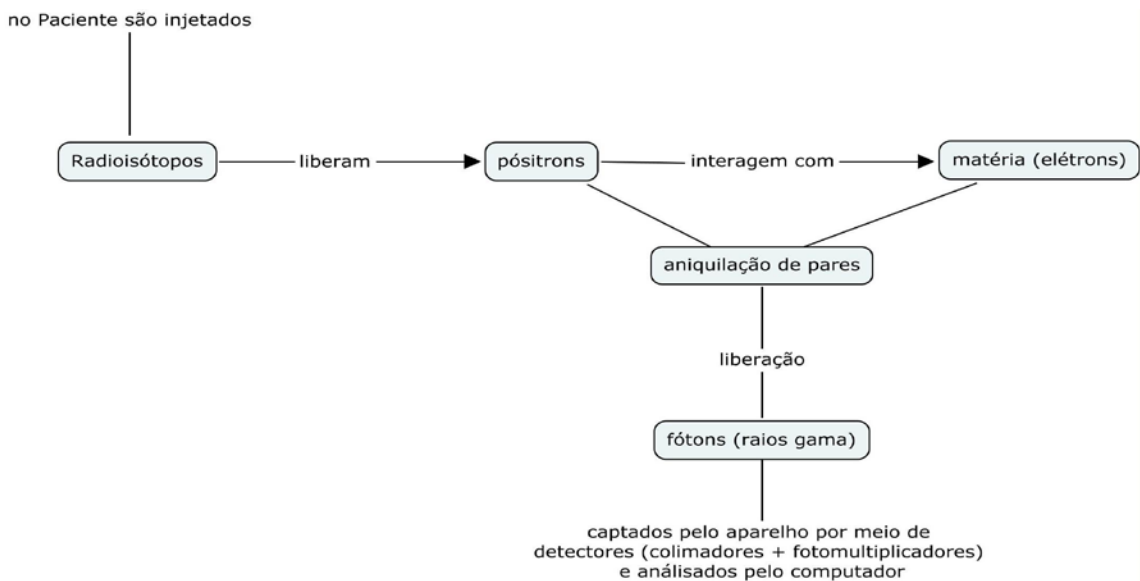 no Paciente são injetados
Radioisótopos
liberam
pósitrons
interagem com
matéria (elétrons)
aniquilação de pares
liberação
fótons (raios gama)
captados pelo aparelho por meio de
detectores (colimadores + fotomultiplicadores)
e análisados pelo computador